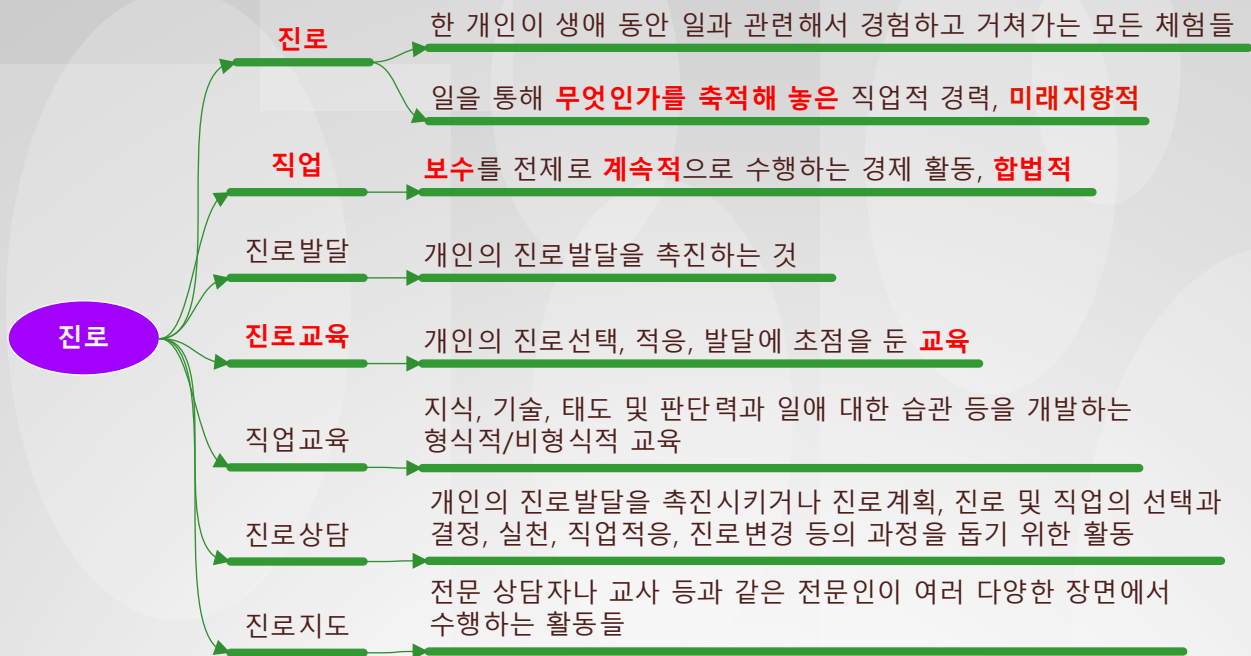 진로
한 개인이 생애 동안 일과 관련해서 경험하고 거쳐가는 모든 체험들
일을 통해 무엇인가를 축적해 놓은 직업적 경력, 미래지향적
직업
보수를 전제로 계속적으로 수행하는 경제 활동, 합법적
진로발달
개인의 진로발달을 촉진하는 것
진로
진로교육
개인의 진로선택, 적응, 발달에 초점을 둔 교육
직업교육
지식, 기술, 태도 및 판단력과 일애 대한 습관 등을 개발하는
형식적/비형식적 교육
진로상담
개인의 진로발달을 촉진시키거나 진로계획, 진로 및 직업의 선택과
결정, 실천, 직업적응, 진로변경 등의 과정을 돕기 위한 활동
진로지도
전문 상담자나 교사 등과 같은 전문인이 여러 다양한 장면에서
수행하는 활동들